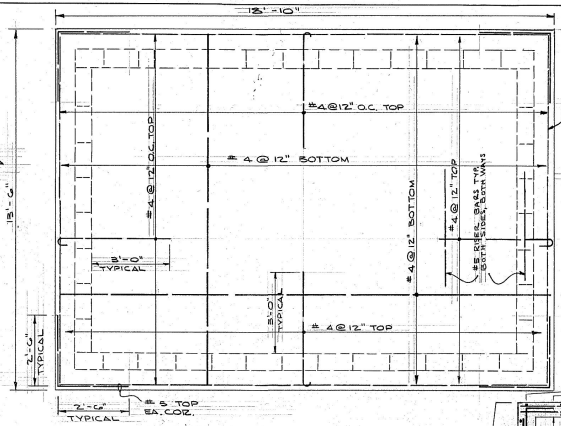 18'-10"
#4@12" O.C. TOP
# 4 @ 12" O.C. TOP
# 4 @ 12" BOTTOM
# 4 @ 12" BOTTOM
# 4 @ 12" TOP
#5 RISER BARS TYP.
BOTH SIDES, BOTH WAYS
13'-6"
3'-0"
TYPICAL
3'-0"
TYPICAL
# 4@12" TOP
2'-6"
TYPICAL
2'-6"
TYPICAL
# 5 TOP
EA. COR.